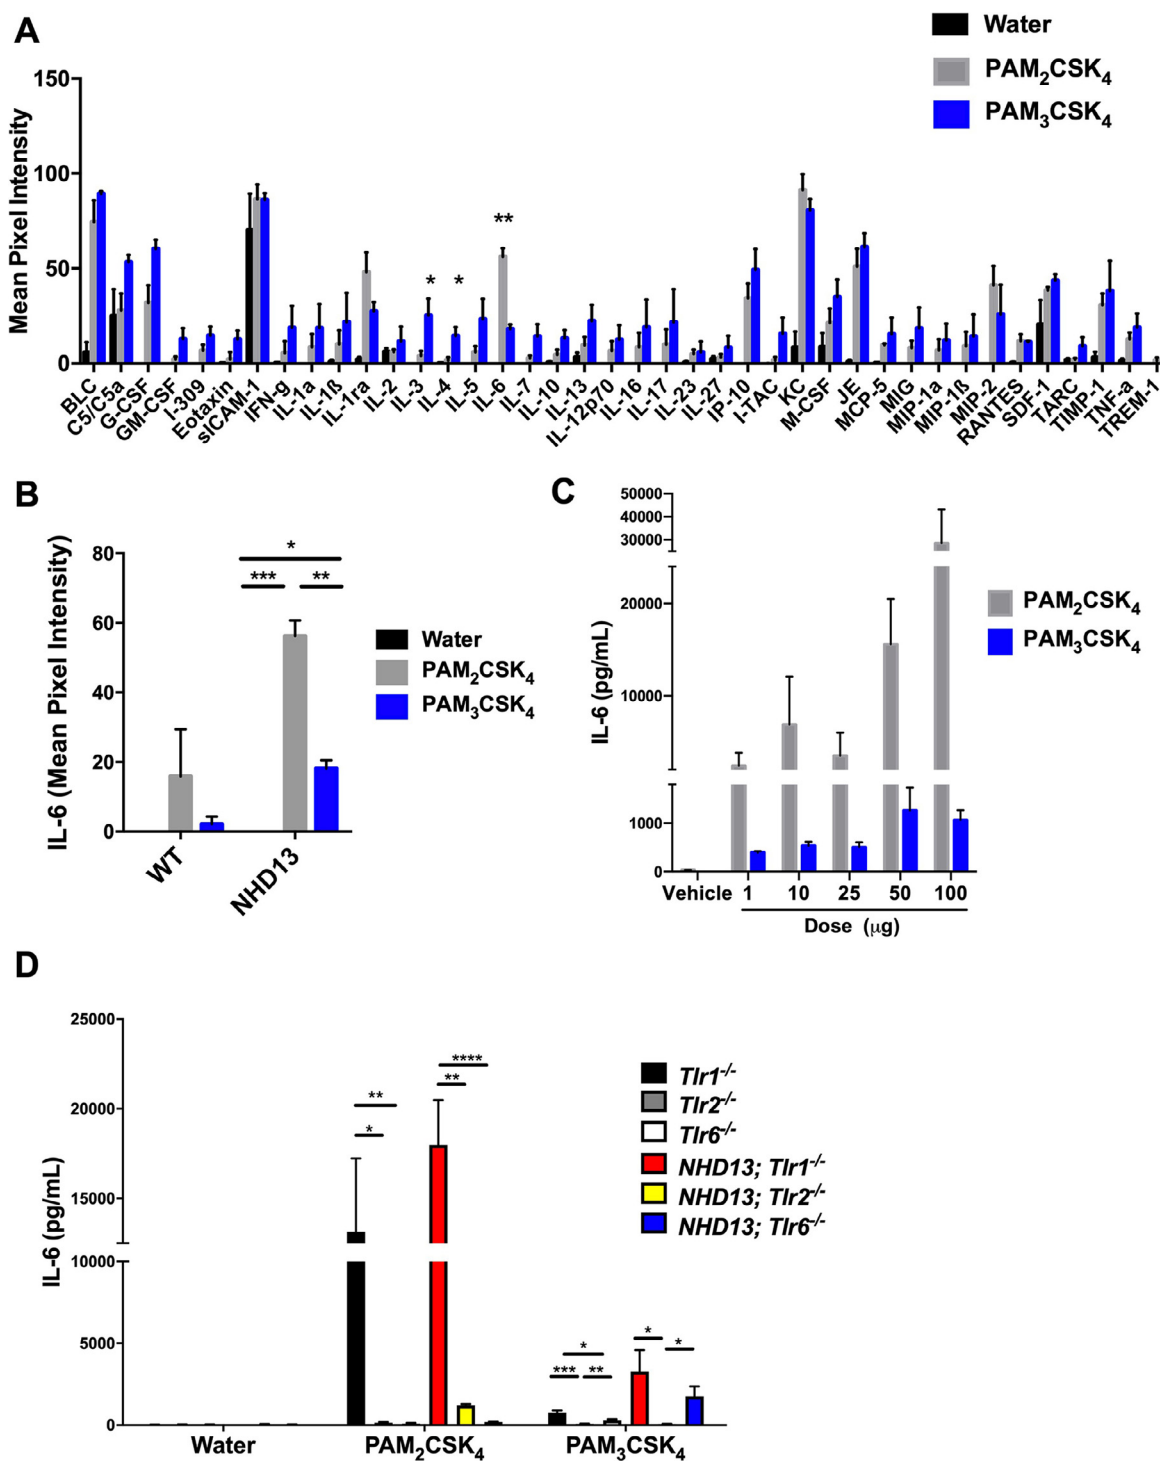 A
Water
PAM₂CSK₄
PAM₃CSK₄
Mean Pixel Intensity
150
100
50
0
** 
* *
BLC C5/C5a G-CSF GM-CSF I-309 Eotaxin sICAM-1 IFN-g IL-1a IL-1ß IL-1ra IL-2 IL-3 IL-4 IL-5 IL-6 IL-7 IL-10 IL-13 IL-12p70 IL-16 IL-17 IL-23 IL-27 IP-10 I-TAC KC M-CSF JE MCP-5 MIG MIP-1a MIP-1ß MIP-2 RANTES SDF-1 TARC TIMP-1 TNF-a TREM-1
B
IL-6 (Mean Pixel Intensity)
80
60
40
20
0
*
*** **
WT NHD13
Water
PAM₂CSK₄
PAM₃CSK₄
C
IL-6 (pg/mL)
50000
40000
30000
20000
10000
1000
0
Vehicle 1 10 25 50 100
Dose (µg)
PAM₂CSK₄
PAM₃CSK₄
D
IL-6 (pg/mL)
25000
20000
15000
10000
5000
0
****
**
**
*
*
*** **
* *
Water PAM₂CSK₄ PAM₃CSK₄
Tlr1⁻/⁻
Tlr2⁻/⁻
Tlr6⁻/⁻
NHD13; Tlr1⁻/⁻
NHD13; Tlr2⁻/⁻
NHD13; Tlr6⁻/⁻